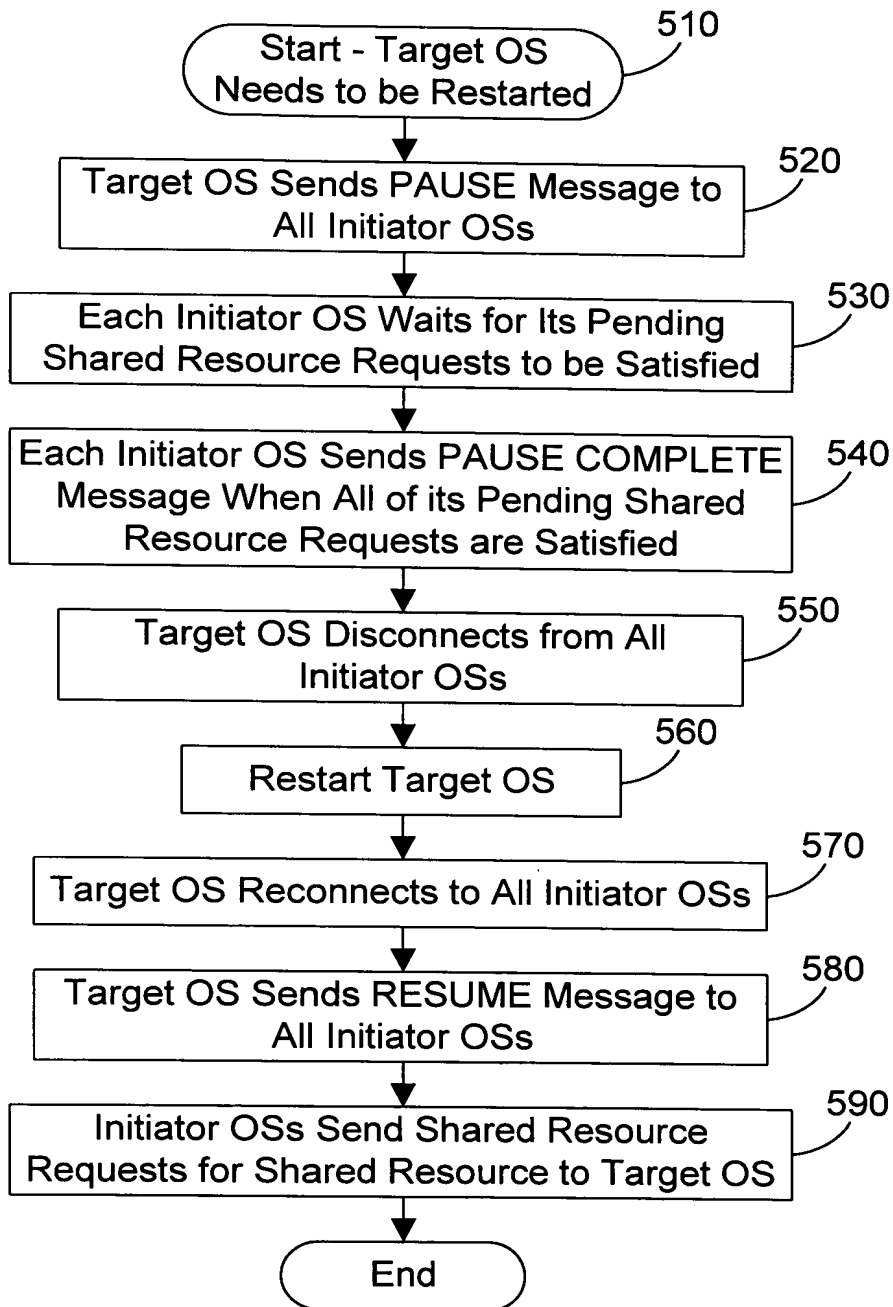 510
Start - Target OS
Needs to be Restarted
520
Target OS Sends PAUSE Message to
All Initiator OSs
530
Each Initiator OS Waits for Its Pending
Shared Resource Requests to be Satisfied
540
Each Initiator OS Sends PAUSE COMPLETE
Message When All of its Pending Shared
Resource Requests are Satisfied
550
Target OS Disconnects from All
Initiator OSs
560
Restart Target OS
570
Target OS Reconnects to All Initiator OSs
580
Target OS Sends RESUME Message to
All Initiator OSs
590
Initiator OSs Send Shared Resource
Requests for Shared Resource to Target OS
End